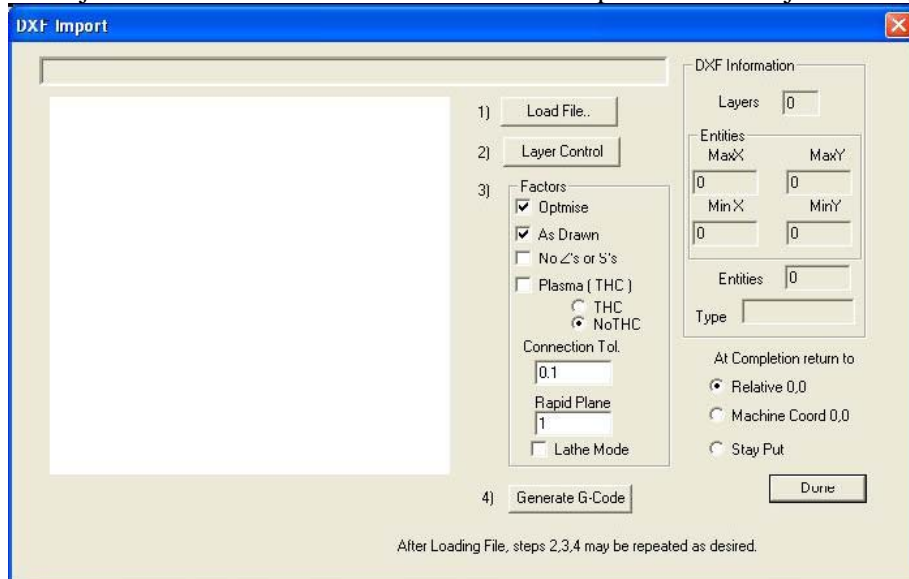 DXF Import
DXF Information
Layers 0
Entities
MaxX MaxY
0 0
Min X MinY
0 0
Entities 0
Type
1) Load File..
2) Layer Control
3) Factors
Optmise
As Drawn
No Z's or S's
Plasma ( THC )
THC
NoTHC
Connection Tol.
0.1
Rapid Plane
1
Lathe Mode
At Completion return to
Relative 0,0
Machine Coord 0,0
Stay Put
Done
4) Generate G-Code
After Loading File, steps 2,3,4 may be repeated as desired.